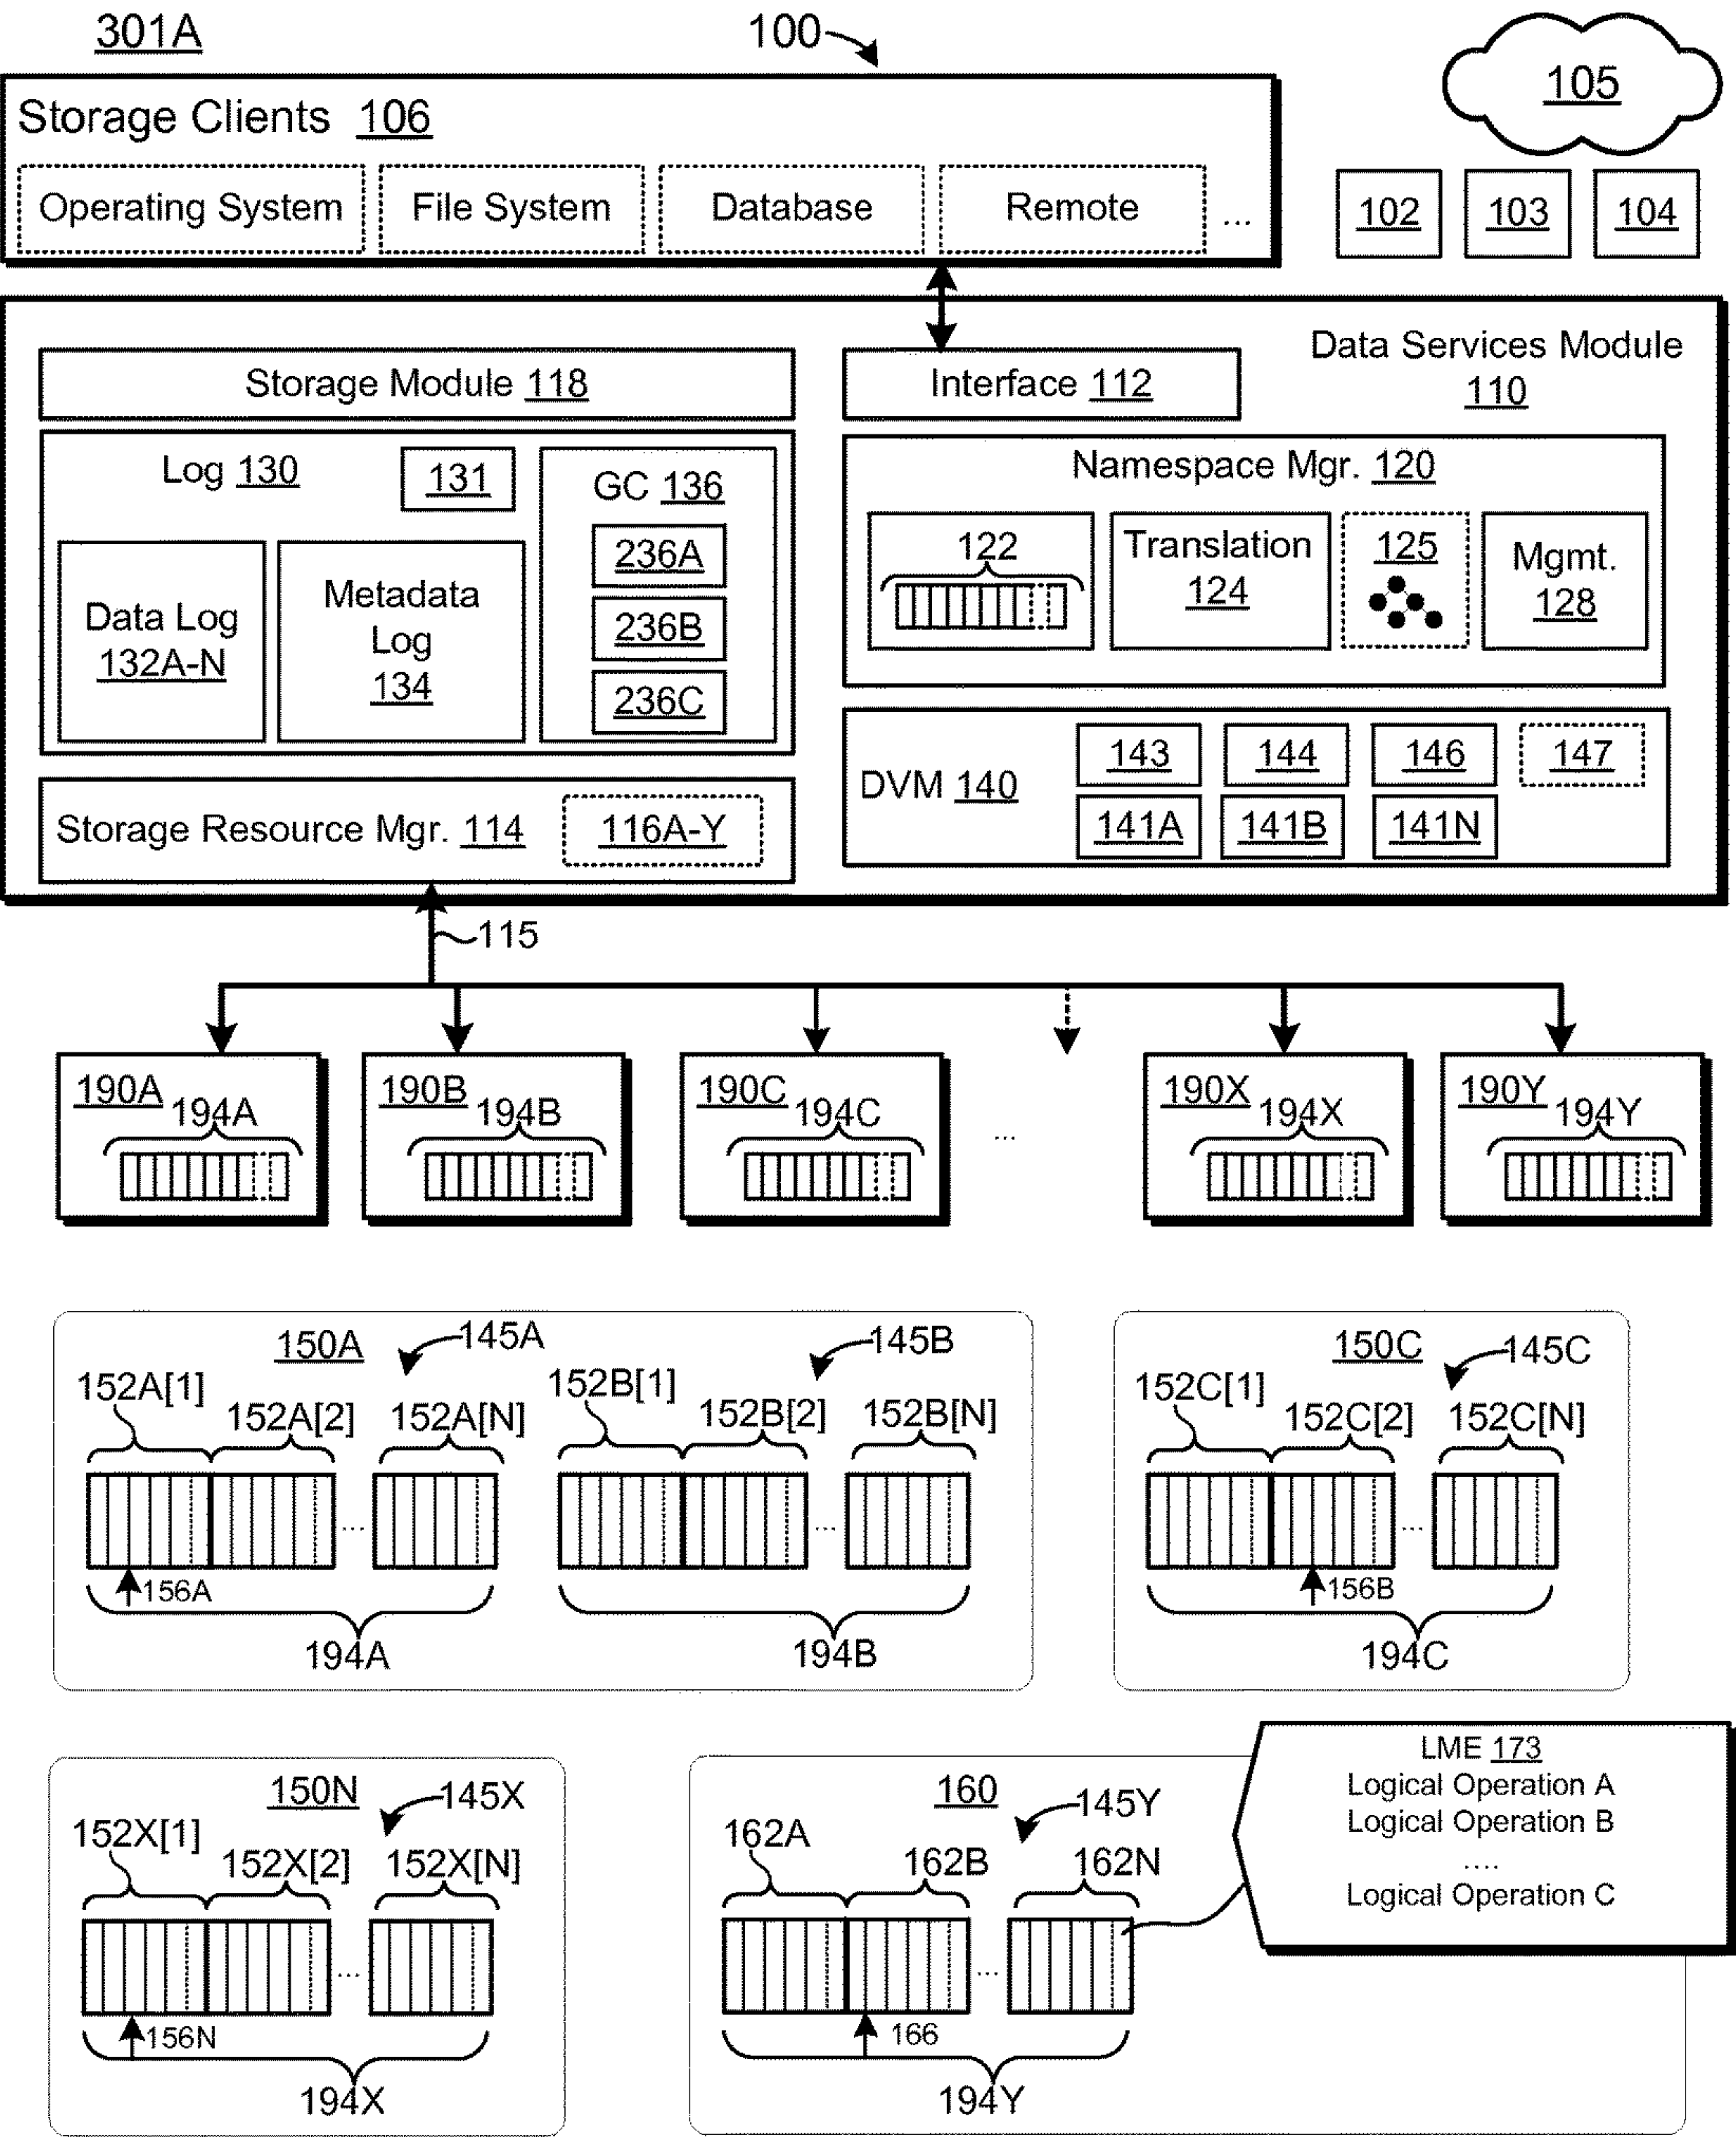 301A
100
105
Storage Clients 106
Operating System
File System
Database
Remote
...
102
103
104
Data Services Module
110
Storage Module 118
Interface 112
Log 130
131
GC 136
236A
236B
236C
Data Log
132A-N
Metadata
Log
134
Namespace Mgr. 120
122
Translation
124
125
Mgmt.
128
Storage Resource Mgr. 114
116A-Y
DVM 140
143
144
146
147
141A
141B
141N
115
190A
194A
190B
194B
190C
194C
...
190X
194X
190Y
194Y
150A
145A
145B
152A[1]
152A[2]
152A[N]
152B[1]
152B[2]
152B[N]
...
...
156A
194A
194B
150C
145C
152C[1]
152C[2]
152C[N]
...
156B
194C
150N
145X
152X[1]
152X[2]
152X[N]
...
156N
194X
160
145Y
162A
162B
162N
...
166
194Y
LME 173
Logical Operation A
Logical Operation B
....
Logical Operation C